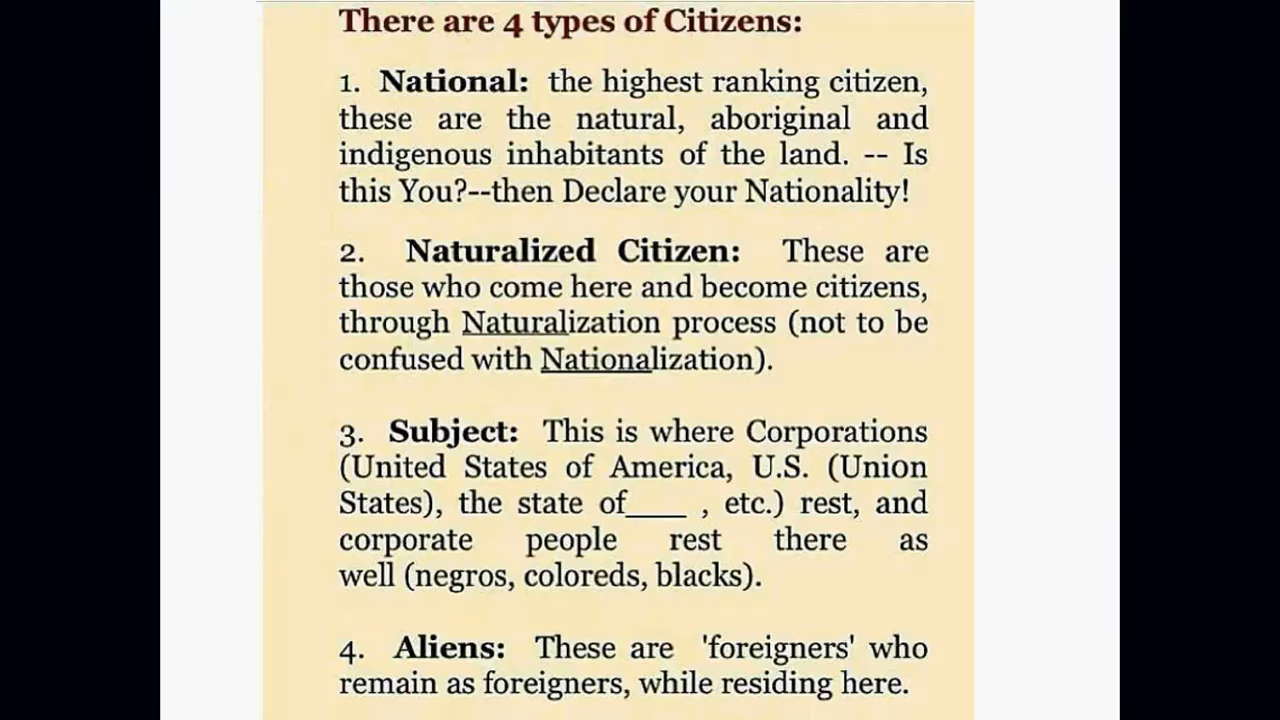 There are 4 types of Citizens:
1. National: the highest ranking citizen,
these are the natural, aboriginal and
indigenous inhabitants of the land. -- Is
this You?--then Declare your Nationality!
2. Naturalized Citizen: These are
those who come here and become citizens,
through Naturalization process (not to be
confused with Nationalization).
3. Subject: This is where Corporations
(United States of America, U.S. (Union
States), the state of____ , etc.) rest, and
corporate people rest there as
well (negros, coloreds, blacks).
4. Aliens: These are 'foreigners' who
remain as foreigners, while residing here.